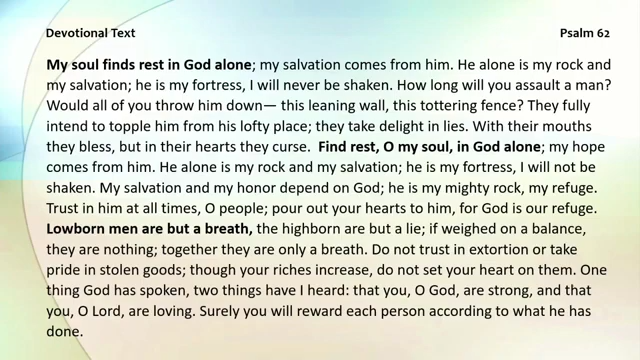 Devotional Text
Psalm 62
My soul finds rest in God alone; my salvation comes from him. He alone is my rock and
my salvation; he is my fortress, I will never be shaken. How long will you assault a man?
Would all of you throw him down— this leaning wall, this tottering fence? They fully
intend to topple him from his lofty place; they take delight in lies. With their mouths
they bless, but in their hearts they curse.  Find rest, O my soul, in God alone; my hope
comes from him. He alone is my rock and my salvation; he is my fortress, I will not be
shaken. My salvation and my honor depend on God; he is my mighty rock, my refuge.
Trust in him at all times, O people; pour out your hearts to him, for God is our refuge.
Lowborn men are but a breath, the highborn are but a lie; if weighed on a balance,
they are nothing; together they are only a breath. Do not trust in extortion or take
pride in stolen goods; though your riches increase, do not set your heart on them. One
thing God has spoken, two things have I heard: that you, O God, are strong, and that
you, O Lord, are loving. Surely you will reward each person according to what he has
done.